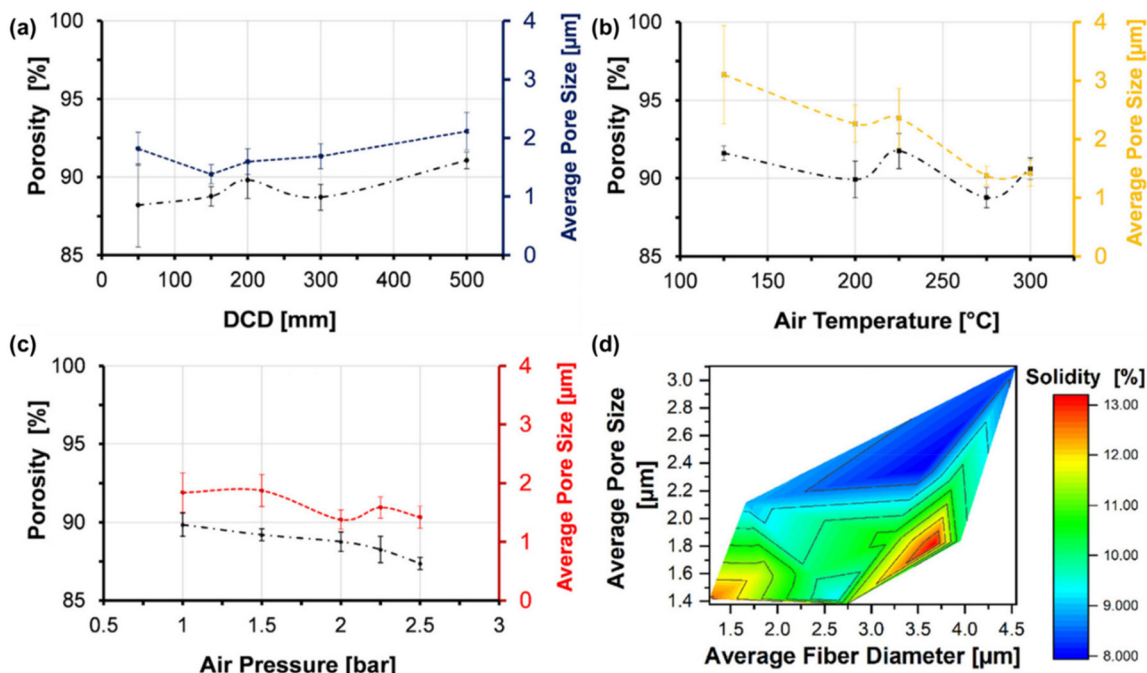 (a)
100
95
90
85
Porosity [%]
4
3
2
1
0
Average Pore Size [µm]
0 100 200 300 400 500
DCD [mm]
(b)
100
95
90
85
Porosity [%]
4
3
2
1
0
Average Pore Size [µm]
100 150 200 250 300
Air Temperature [°C]
(c)
100
95
90
85
Porosity [%]
4
3
2
1
0
Average Pore Size [µm]
0.5 1 1.5 2 2.5 3
Air Pressure [bar]
(d)
3.0
2.8
2.6
2.4
2.2
2.0
1.8
1.6
1.4
Average Pore Size
[µm]
1.5 2.0 2.5 3.0 3.5 4.0 4.5
Average Fiber Diameter [µm]
Solidity [%]
13.00
12.00
11.00
10.00
9.000
8.000